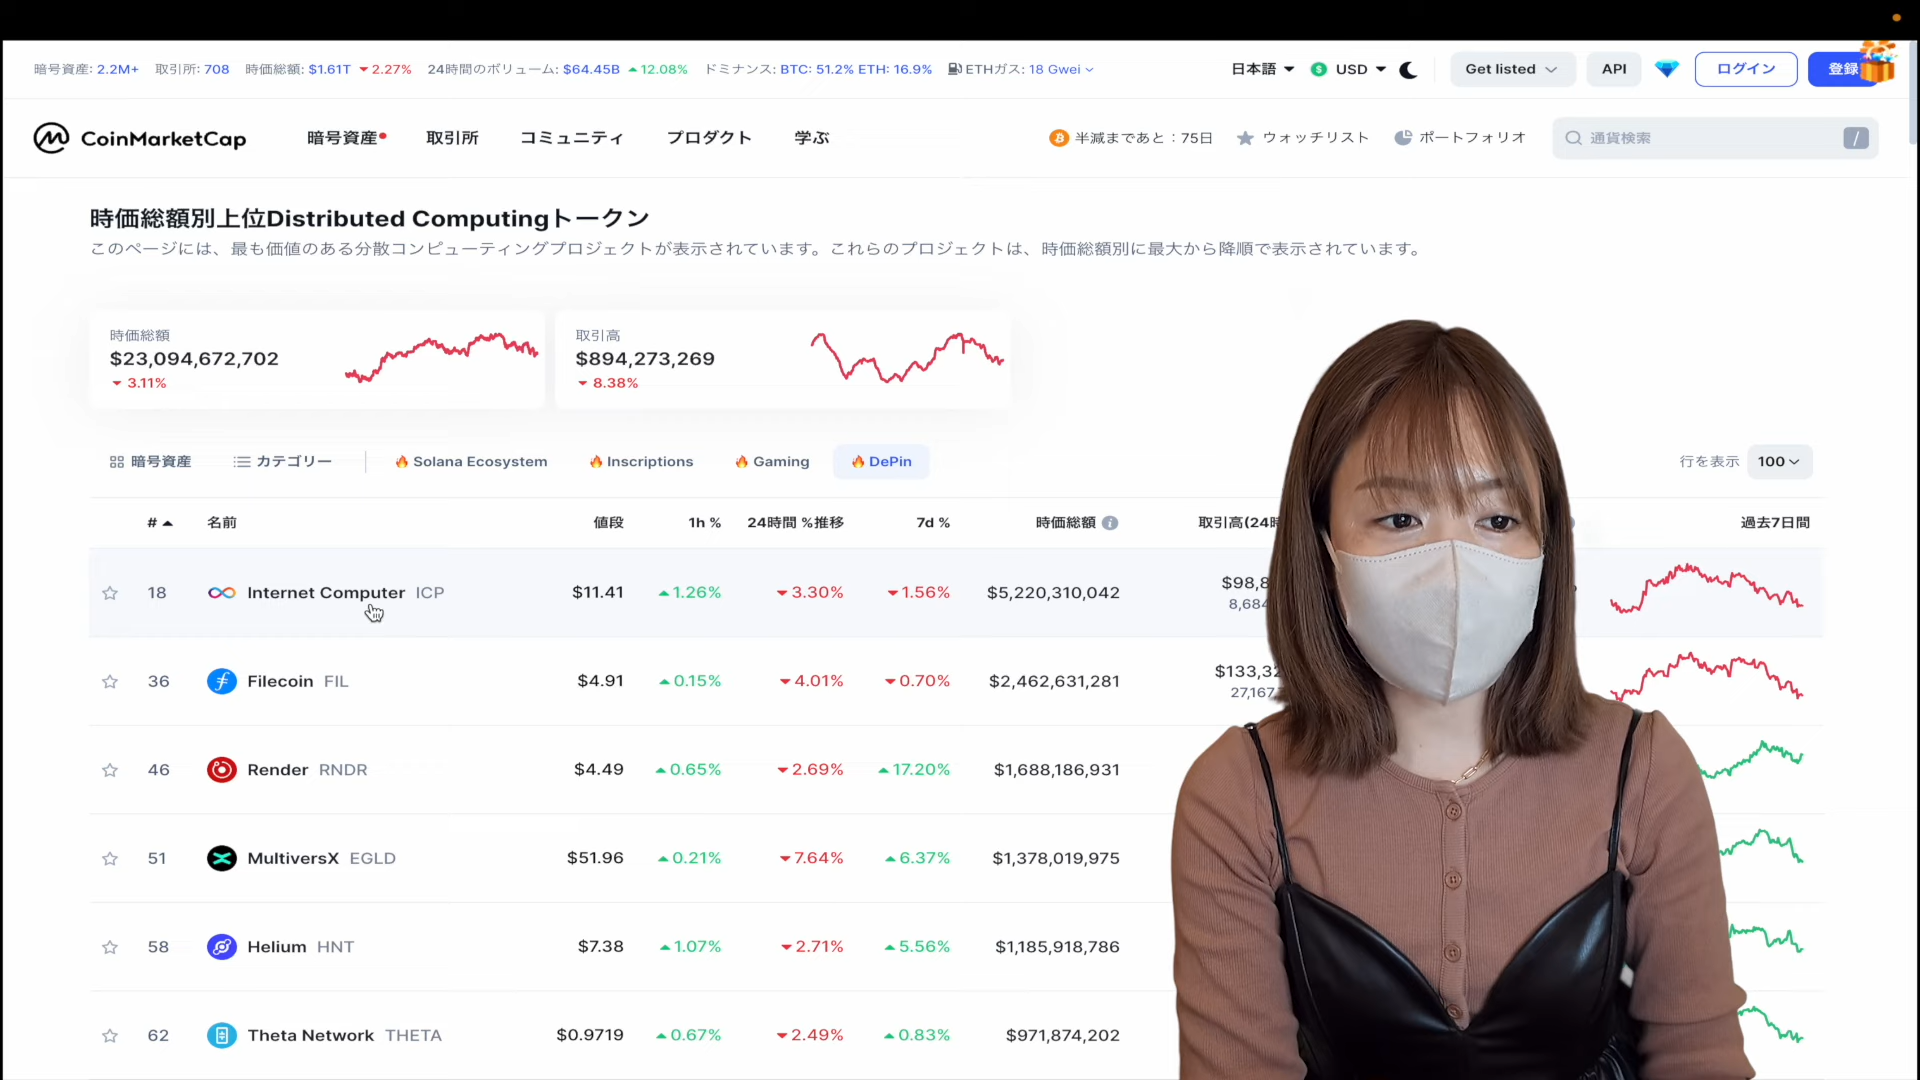 暗号資産: 2.2M+ 取引所: 708 時価総額: $1.61T 2.27% 24時間のボリューム: $64.45B 12.08% ドミナンス: BTC: 51.2% ETH: 16.9% ETHガス: 18 Gwei 日本語 USD Get listed API ログイン 登録
CoinMarketCap 暗号資産 取引所 コミュニティ プロダクト 学ぶ 半減まであと：75日 ウォッチリスト ポートフォリオ 通貨検索 /
時価総額別上位Distributed Computingトークン
このページには、最も価値のある分散コンピューティングプロジェクトが表示されています。これらのプロジェクトは、時価総額別に最大から降順で表示されています。
時価総額
$23,094,672,702
3.11%
取引高
$894,273,269
8.38%
暗号資産 カテゴリー Solana Ecosystem Inscriptions Gaming DePin 行を表示 100
# 名前 値段 1h % 24時間 %推移 7d % 時価総額 取引高(24時 過去7日間
18 Internet Computer ICP $11.41 1.26% 3.30% 1.56% $5,220,310,042 $98,8
8,684
36 Filecoin FIL $4.91 0.15% 4.01% 0.70% $2,462,631,281 $133,32
27,167
46 Render RNDR $4.49 0.65% 2.69% 17.20% $1,688,186,931
51 MultiversX EGLD $51.96 0.21% 7.64% 6.37% $1,378,019,975
58 Helium HNT $7.38 1.07% 2.71% 5.56% $1,185,918,786
62 Theta Network THETA $0.9719 0.67% 2.49% 0.83% $971,874,202